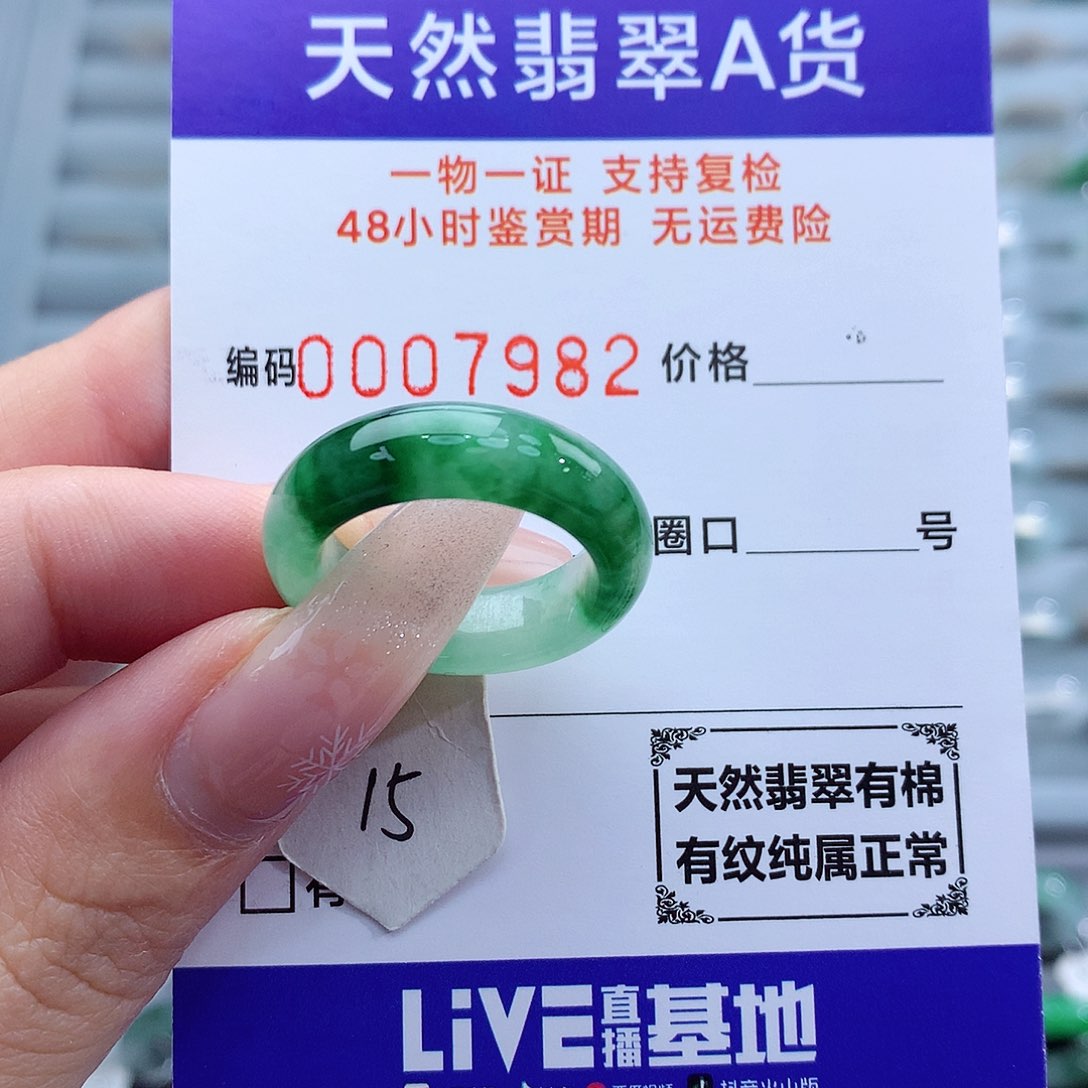 天然翡翠A货
一物一证 支持复检
48小时鉴赏期 无运费险
编码0007982 价格
圈口 号
15
天然翡翠有棉
有纹纯属正常
有
LiVE直播基地